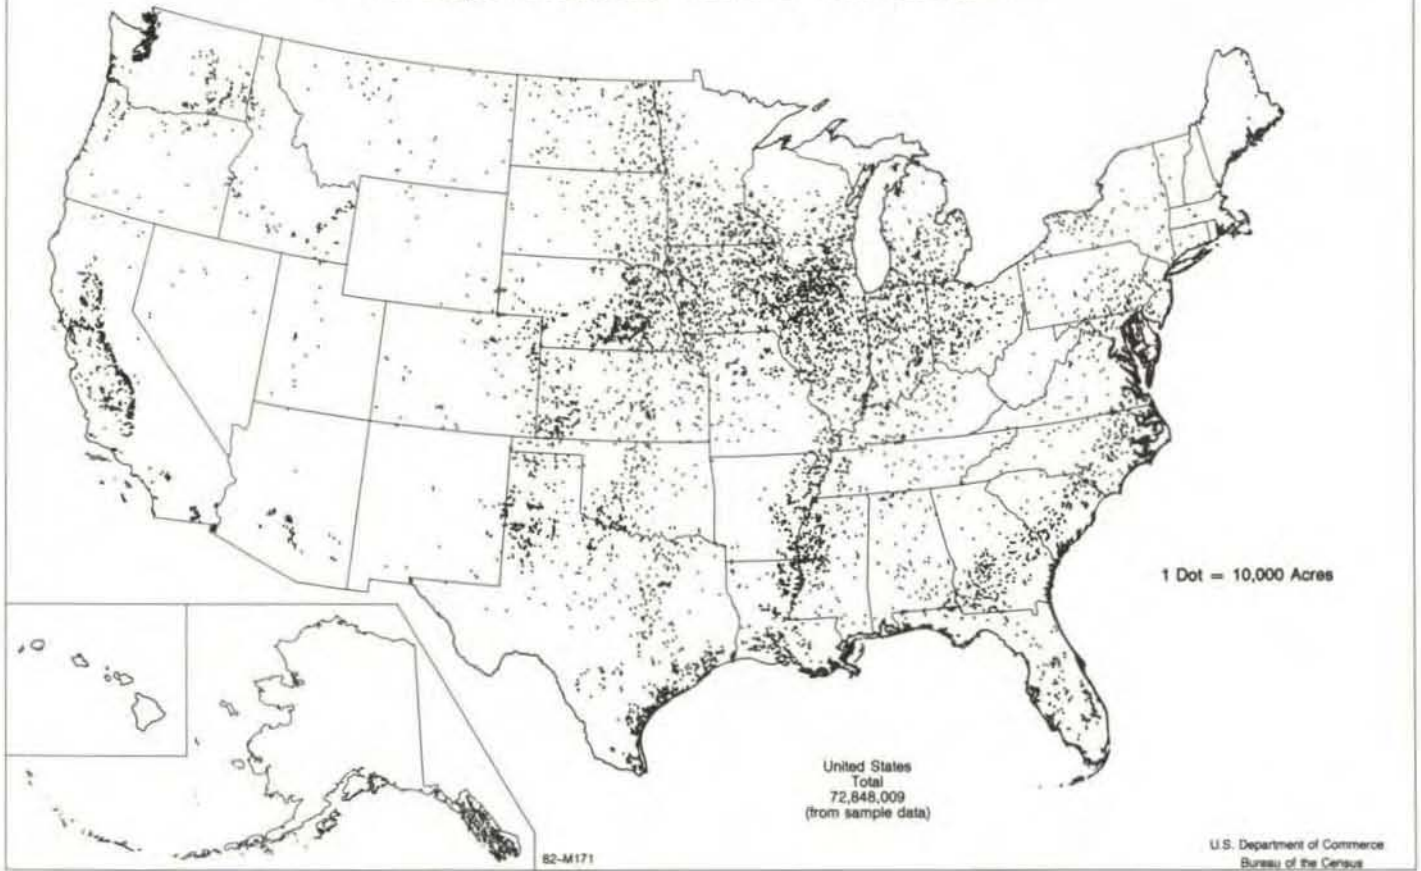 1 Dot = 10,000 Acres
United States
Total
72,848,009
(from sample data)
82-M171
U.S. Department of Commerce
Bureau of the Census